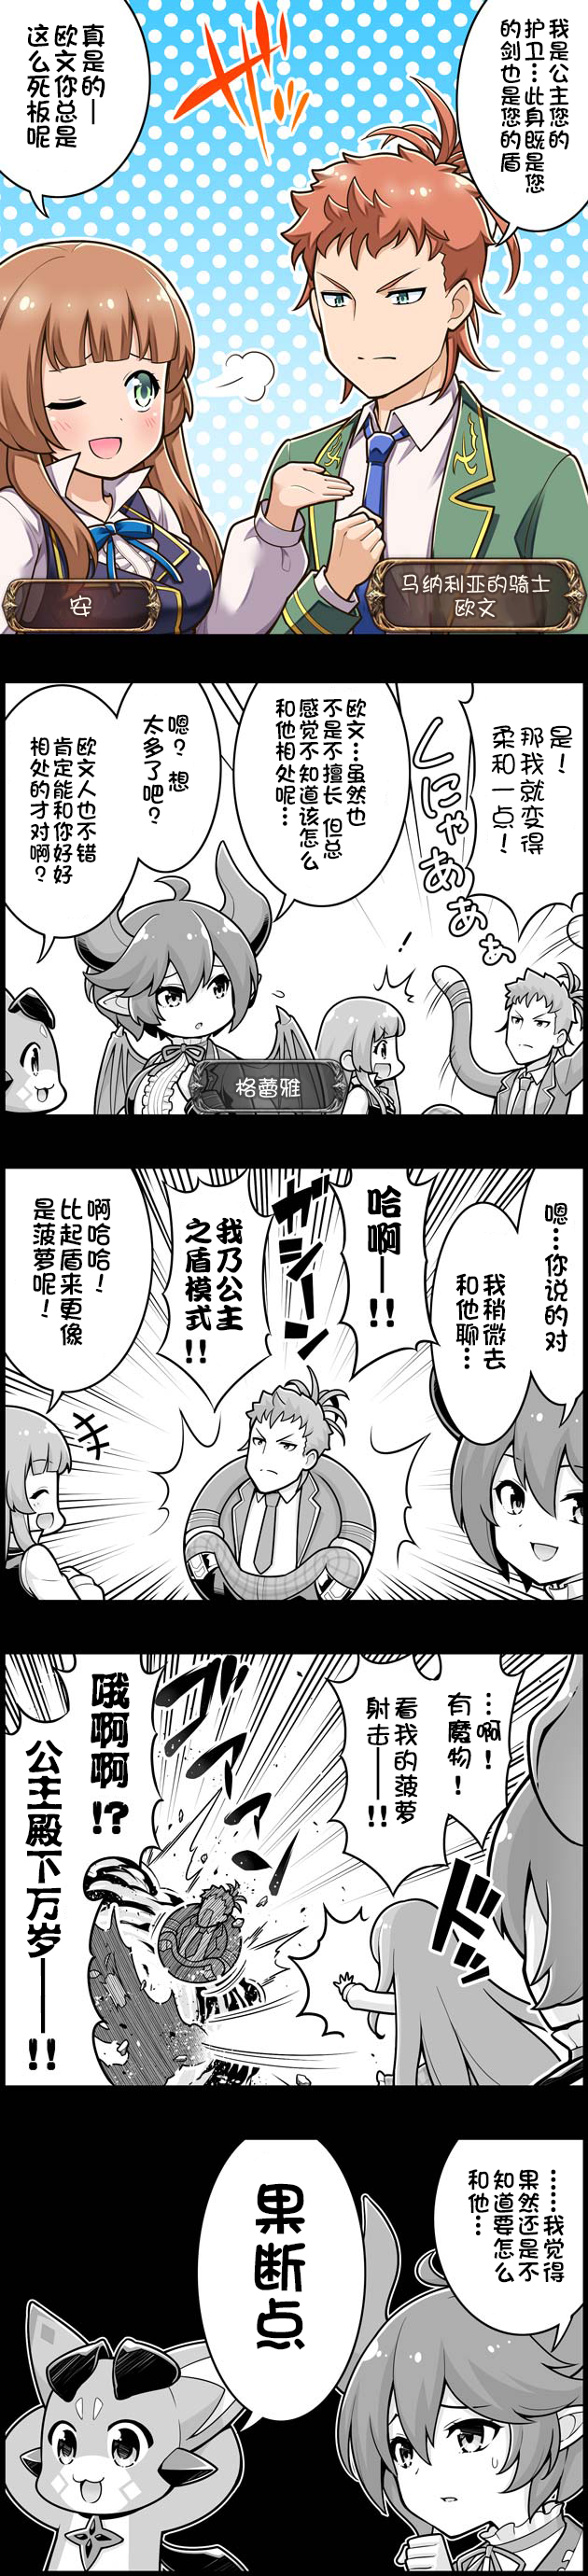 我是公主您的
护卫…此身既是您
的剑也是您的盾
真是的—
欧文你总是
这么死板呢
安
马纳利亚的骑士
欧文
是！
那我就变得
柔和一点！
くにゃあぁぁ
欧文…虽然也
不是不擅长 但总
感觉不知道该怎么
和他相处呢…
嗯？想
太多了吧？
欧文人也不错
肯定能和你好好
相处的才对啊？
！
格蕾雅
嗯…你说的对
我稍微去
和他聊…
哈啊—！！
我乃公主
之盾模式！！
啊哈哈！
比起盾来更像
是菠萝呢！
…啊！
有魔物！
看我的菠萝
射击——！！
ドッ
哦啊啊！？
公主殿下万岁——！！
……我觉得
果然还是不
知道要怎么
和他…
果断点